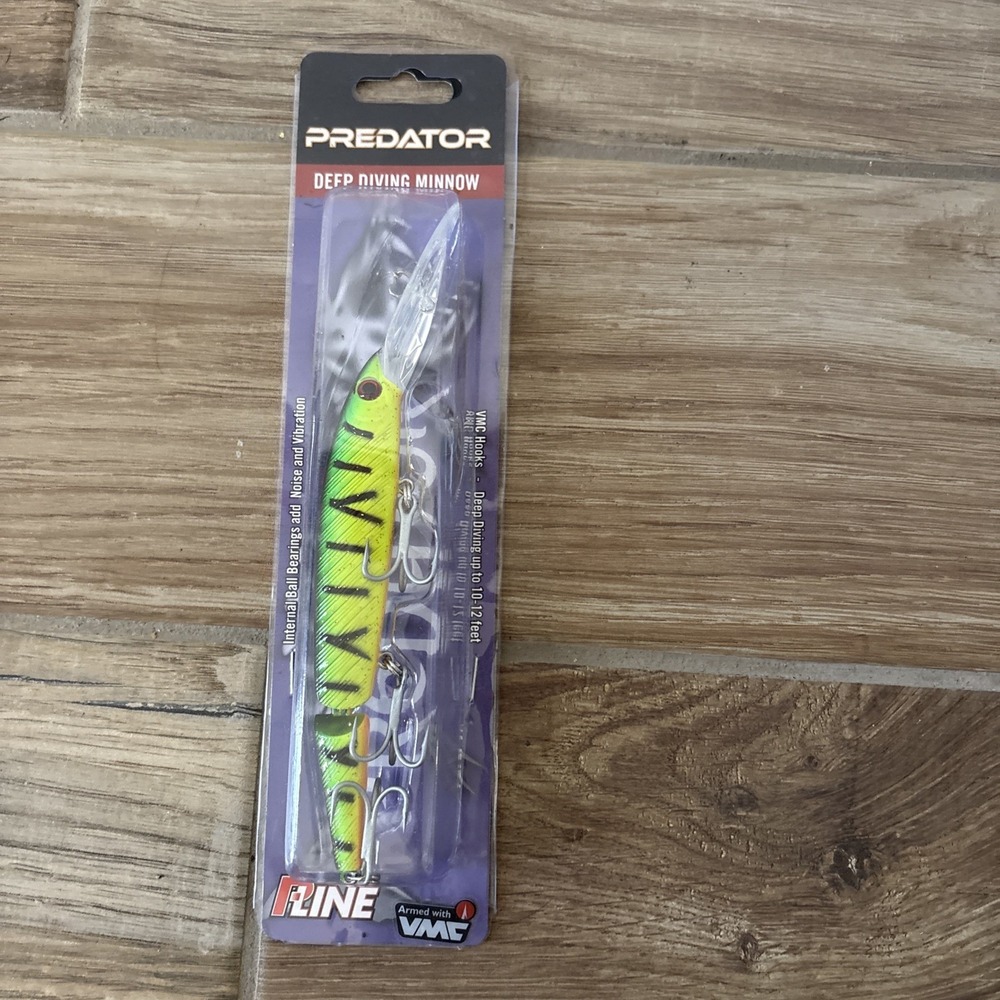 PREDATOR
DEEP DIVING MINNOW
Internal Ball Bearings add Noise and Vibration
VMC Hooks - Deep Diving up to 10-12 feet
P-LINE
Armed with
VMC